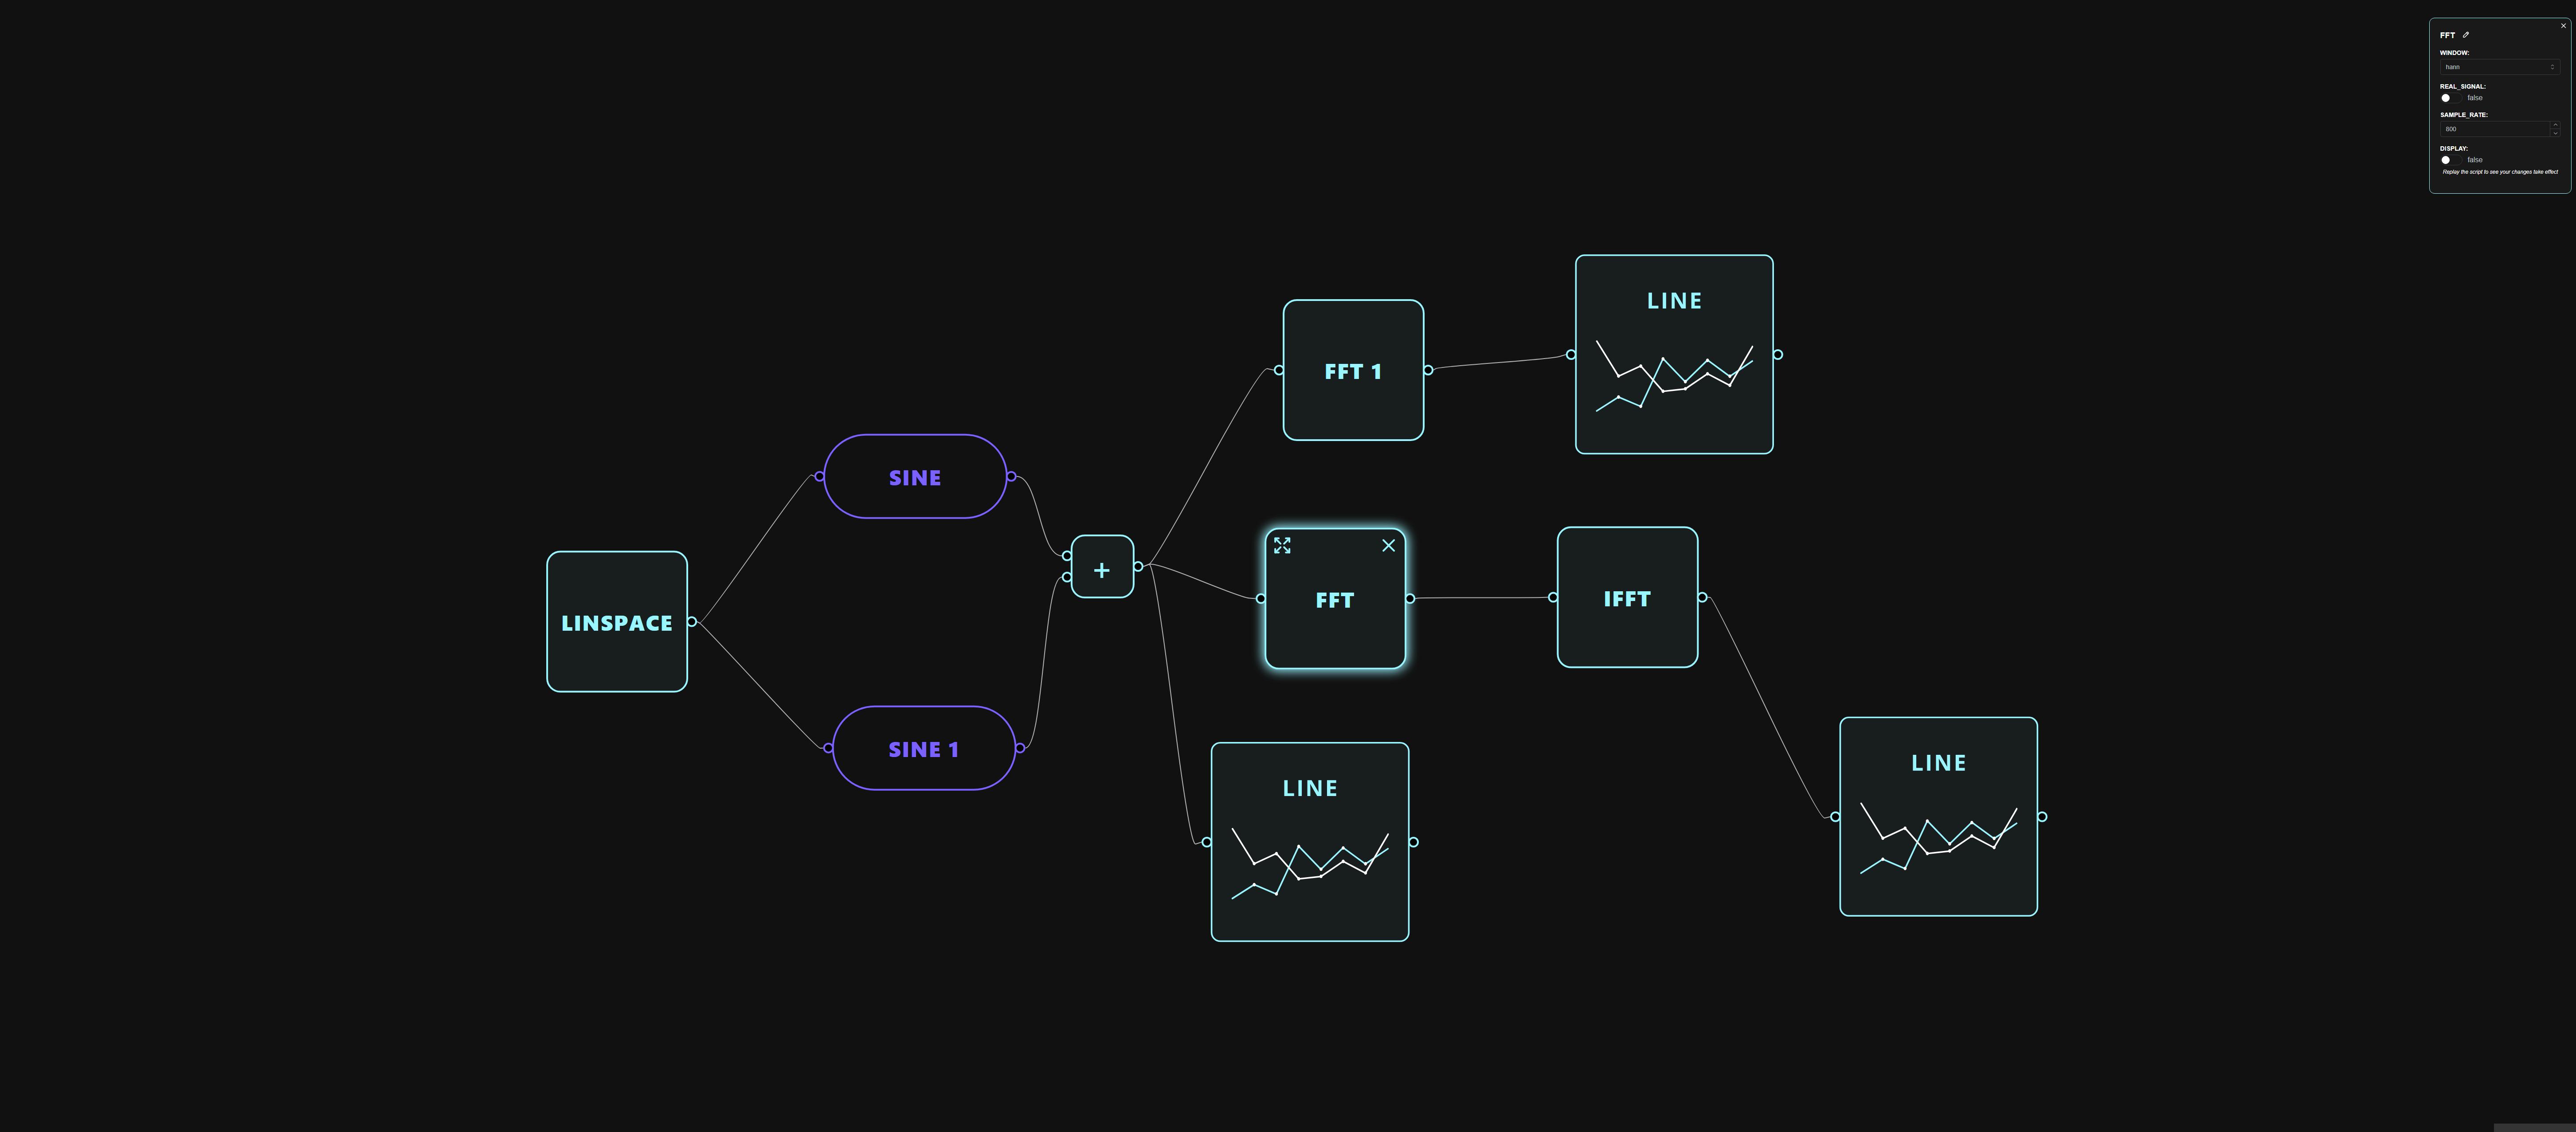 FFT
WINDOW:
hann
REAL_SIGNAL:
false
SAMPLE_RATE:
800
DISPLAY:
false
Replay the script to see your changes take effect
LINE
FFT 1
SINE
+
LINSPACE
FFT
IFFT
SINE 1
LINE
LINE